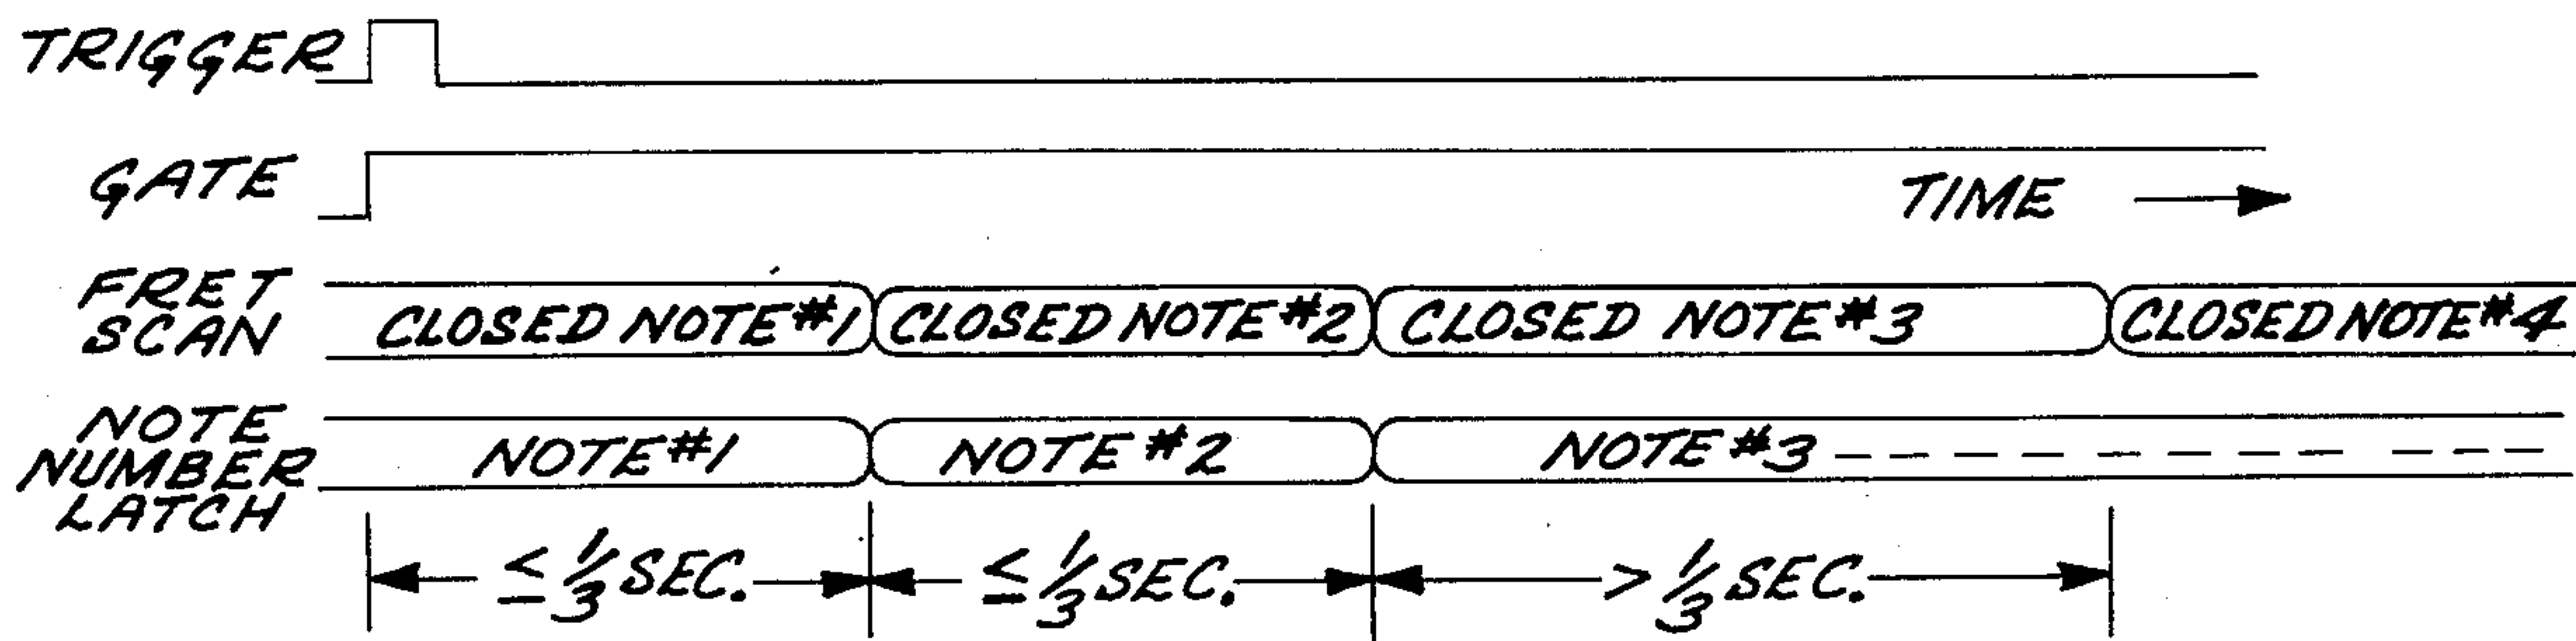 TRIGGER
GATE
TIME
FRET
SCAN
CLOSED NOTE #1
CLOSED NOTE #2
CLOSED NOTE #3
CLOSED NOTE #4
NOTE
NUMBER
LATCH
NOTE #1
NOTE #2
NOTE #3
≤ 1/3 SEC.
≤ 1/3 SEC.
> 1/3 SEC.